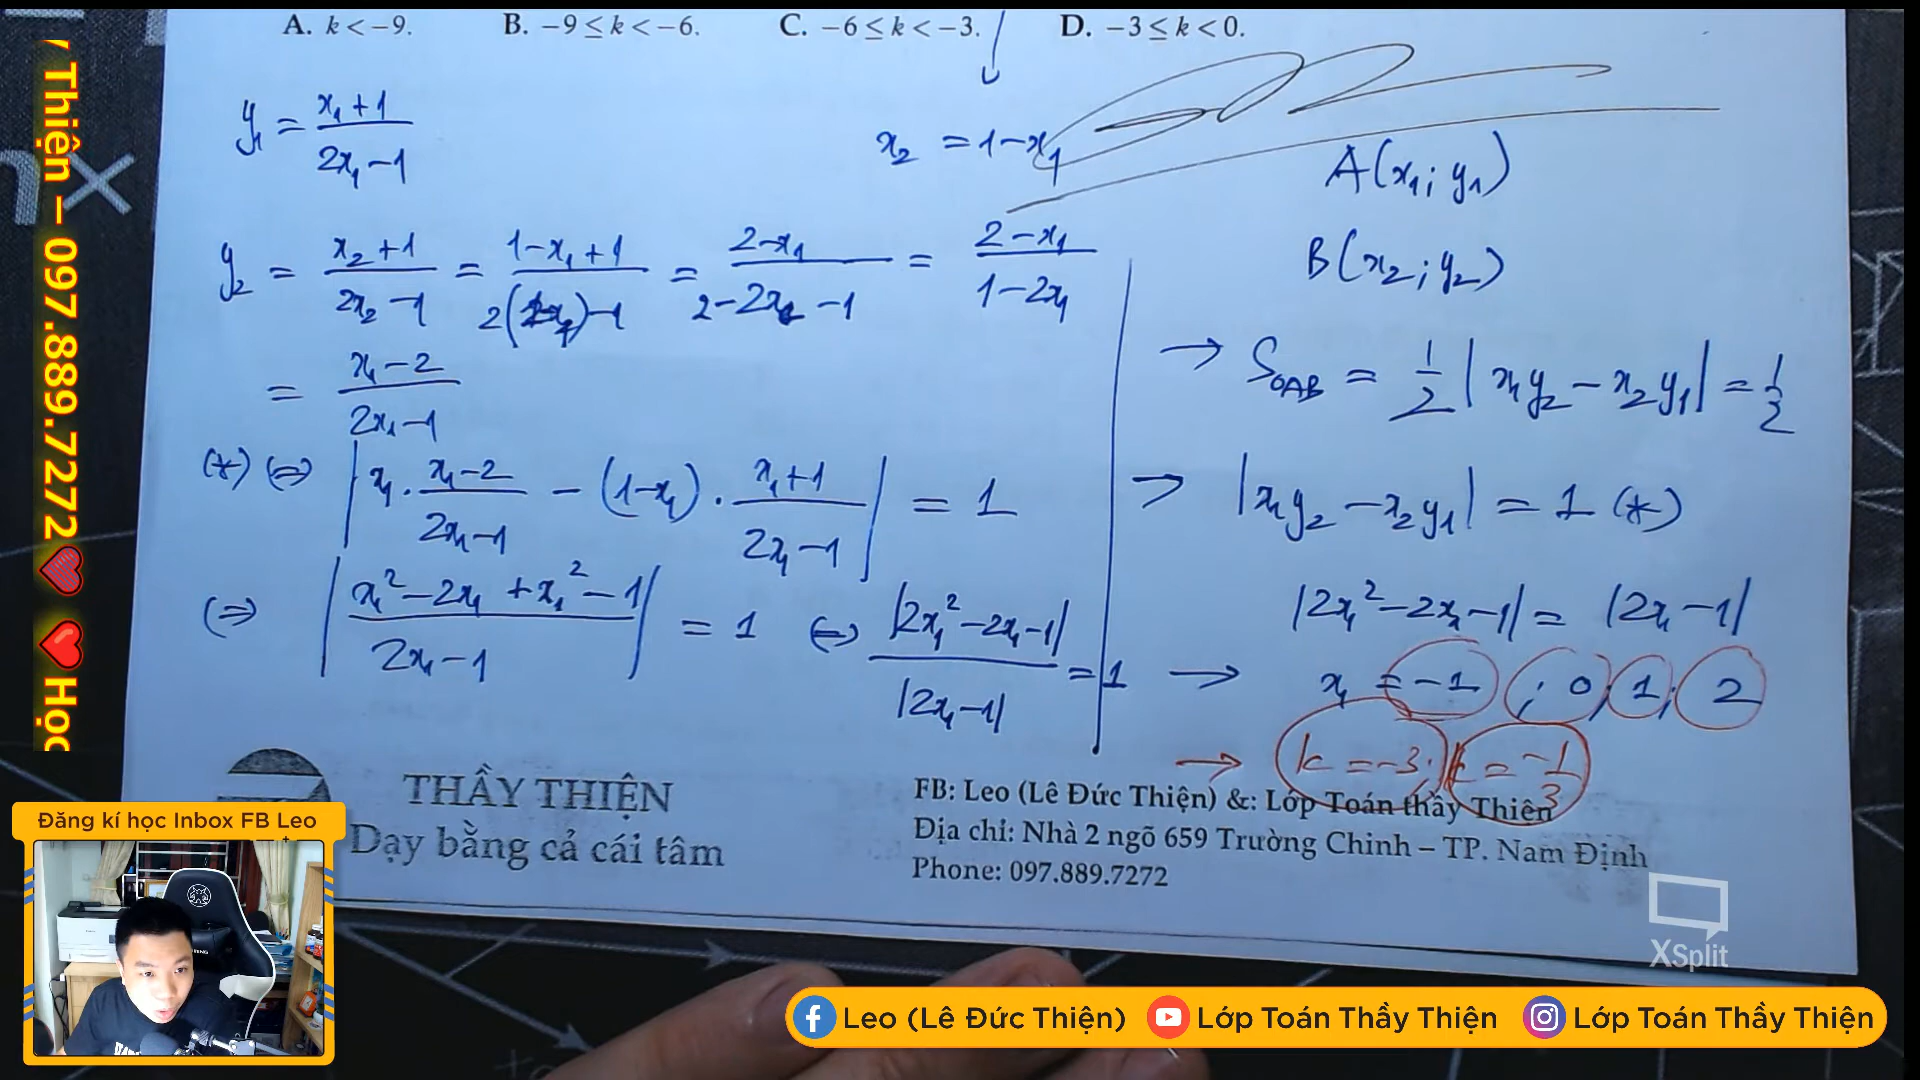 A. k < −9. B. −9 ≤ k < −6. C. −6 ≤ k < −3. D. −3 ≤ k < 0.
y₁ = (x₁ + 1)/(2x₁ − 1)
x₂ = 1 − x₁
A(x₁; y₁)
B(x₂; y₂)
y₂ = (x₂ + 1)/(2x₂ − 1) = (1 − x₁ + 1)/(2(1 − x₁) − 1) = (2 − x₁)/(2 − 2x₁ − 1) = (2 − x₁)/(1 − 2x₁)
= (x₁ − 2)/(2x₁ − 1)
→ S_OAB = 1/2 |x₁y₂ − x₂y₁| = 1/2
(*) ⇔ |x₁ · (x₁ − 2)/(2x₁ − 1) − (1 − x₁) · (x₁ + 1)/(2x₁ − 1)| = 1
→ |x₁y₂ − x₂y₁| = 1 (*)
⇔ |(x₁² − 2x₁ + x₁² − 1)/(2x₁ − 1)| = 1 ⇔ |2x₁² − 2x₁ − 1|/|2x₁ − 1| = 1
|2x₁² − 2x₁ − 1| = |2x₁ − 1|
→ x₁ = −1; 0; 1; 2
→ k = −3; k = −1/3
THẦY THIỆN
Dạy bằng cả cái tâm
FB: Leo (Lê Đức Thiện) &: Lớp Toán thầy Thiện
Địa chỉ: Nhà 2 ngõ 659 Trường Chinh – TP. Nam Định
Phone: 097.889.7272
Thiện – 097.889.7272 ❤ ❤ Học
Đăng kí học Inbox FB Leo
XSplit
Leo (Lê Đức Thiện) Lớp Toán Thầy Thiện Lớp Toán Thầy Thiện